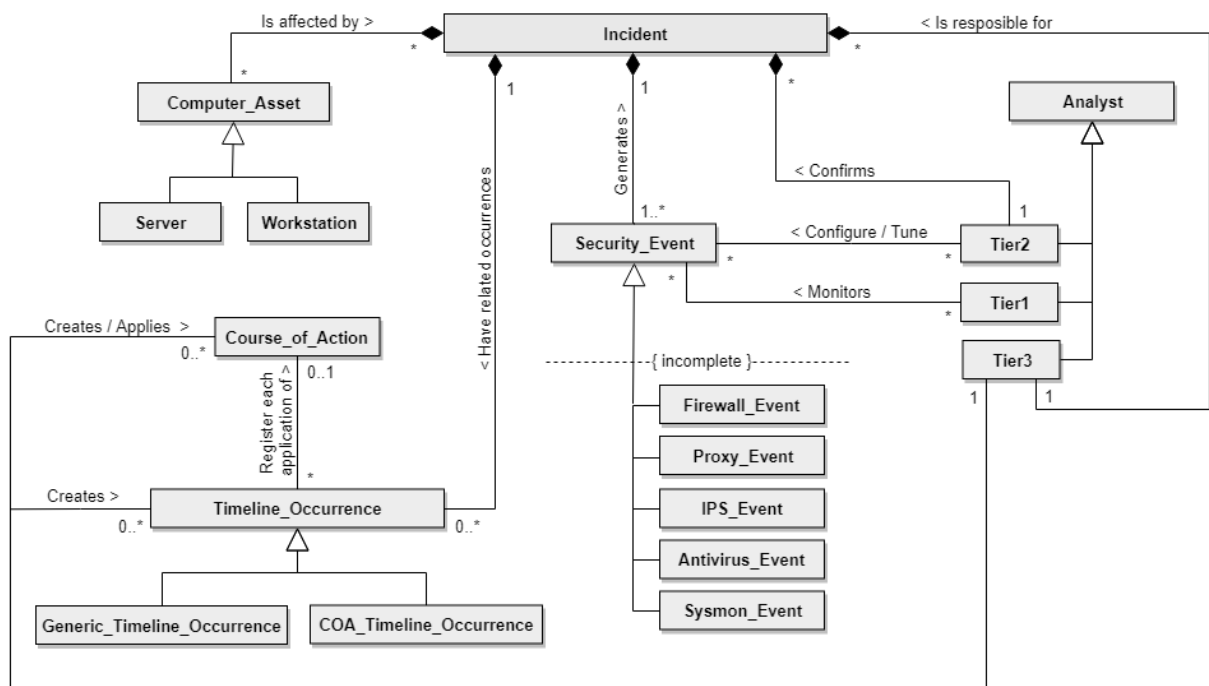 Is affected by >
Incident
< Is resposible for
*
*
1
1
*
*
Computer_Asset
Analyst
Generates >
< Confirms
< Have related occurrences
Server
Workstation
1..*
1
Security_Event
< Configure / Tune
Tier2
*
*
*
< Monitors
Tier1
*
Creates / Applies >
Course_of_Action
0..*
0..1
{ incomplete }
Tier3
1
1
Register each
application of >
Firewall_Event
Proxy_Event
*
Creates >
Timeline_Occurrence
0..*
0..*
IPS_Event
Antivirus_Event
Generic_Timeline_Occurrence
COA_Timeline_Occurrence
Sysmon_Event